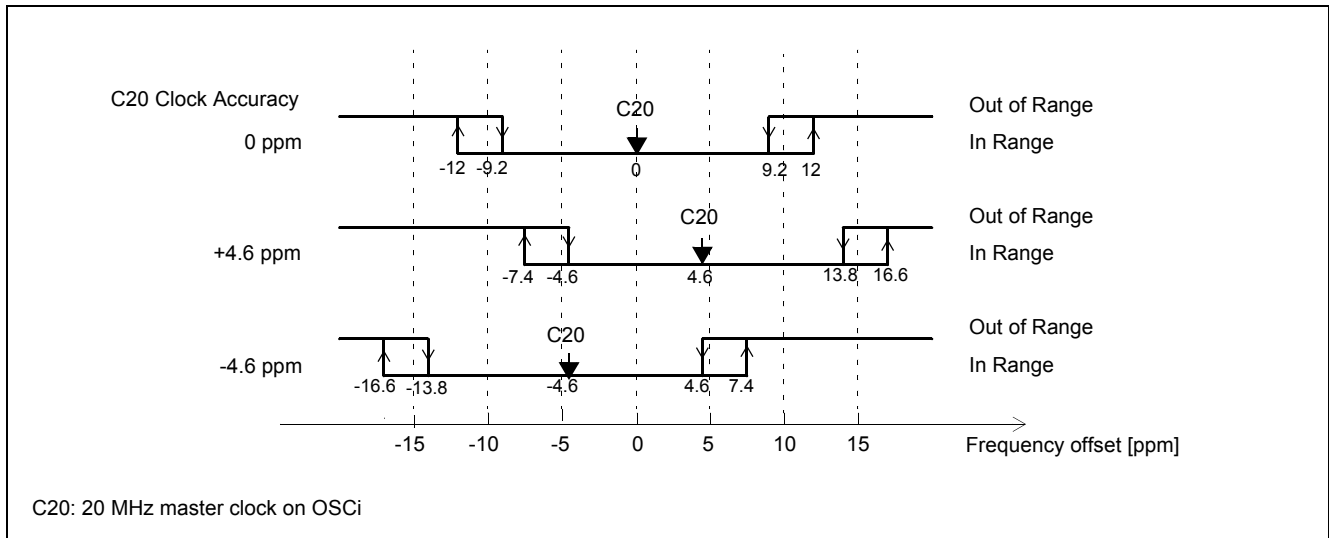 C20 Clock Accuracy
C20
Out of Range
0 ppm
In Range
-12 -9.2 0 9.2 12
C20
Out of Range
+4.6 ppm
In Range
-7.4 -4.6 4.6 13.8 16.6
C20
Out of Range
-4.6 ppm
In Range
-16.6 -13.8 -4.6 4.6 7.4
-15 -10 -5 0 5 10 15 Frequency offset [ppm]
C20: 20 MHz master clock on OSCi